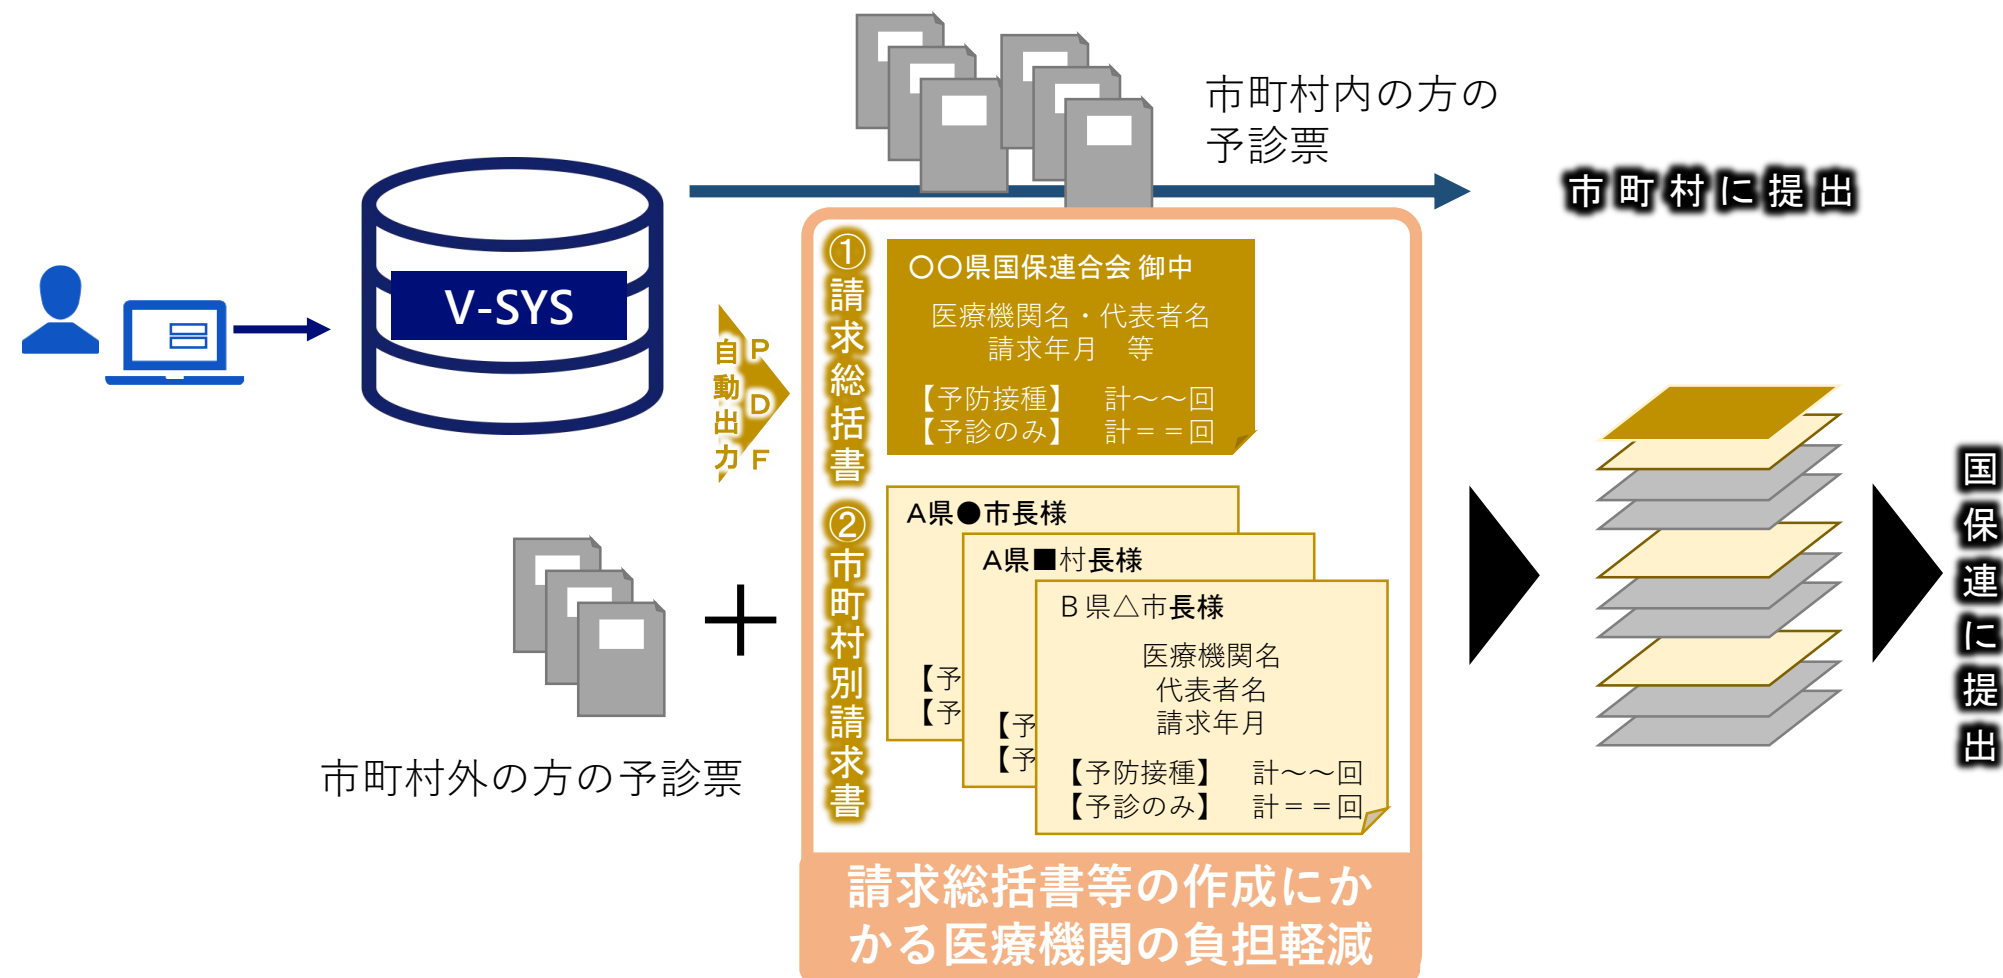 市町村内の方の
予診票
市町村に提出
V-SYS
自動出力
PDF
①請求総括書
〇〇県国保連合会 御中
医療機関名・代表者名
請求年月　等
【予防接種】　計～～回
【予診のみ】　計＝＝回
②市町村別請求書
A県●市長様
【予
【予
A県■村長様
【予
【予
B県△市長様
医療機関名
代表者名
請求年月
【予防接種】　計～～回
【予診のみ】　計＝＝回
市町村外の方の予診票
請求総括書等の作成にか
かる医療機関の負担軽減
国保連に提出